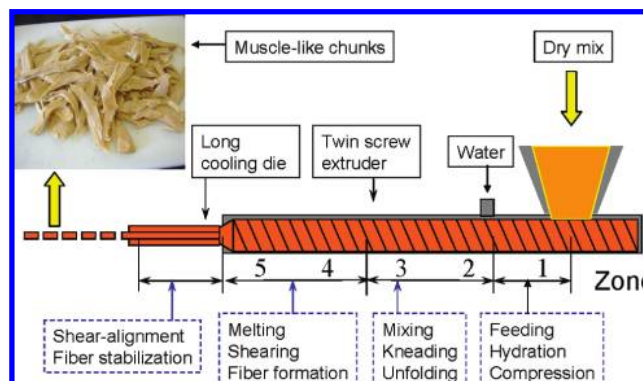 Muscle-like chunks
Dry mix
Long
cooling die
Twin screw
extruder
Water
5 4 3 2 1 Zone
Shear-alignment
Fiber stabilization
Melting
Shearing
Fiber formation
Mixing
Kneading
Unfolding
Feeding
Hydration
Compression